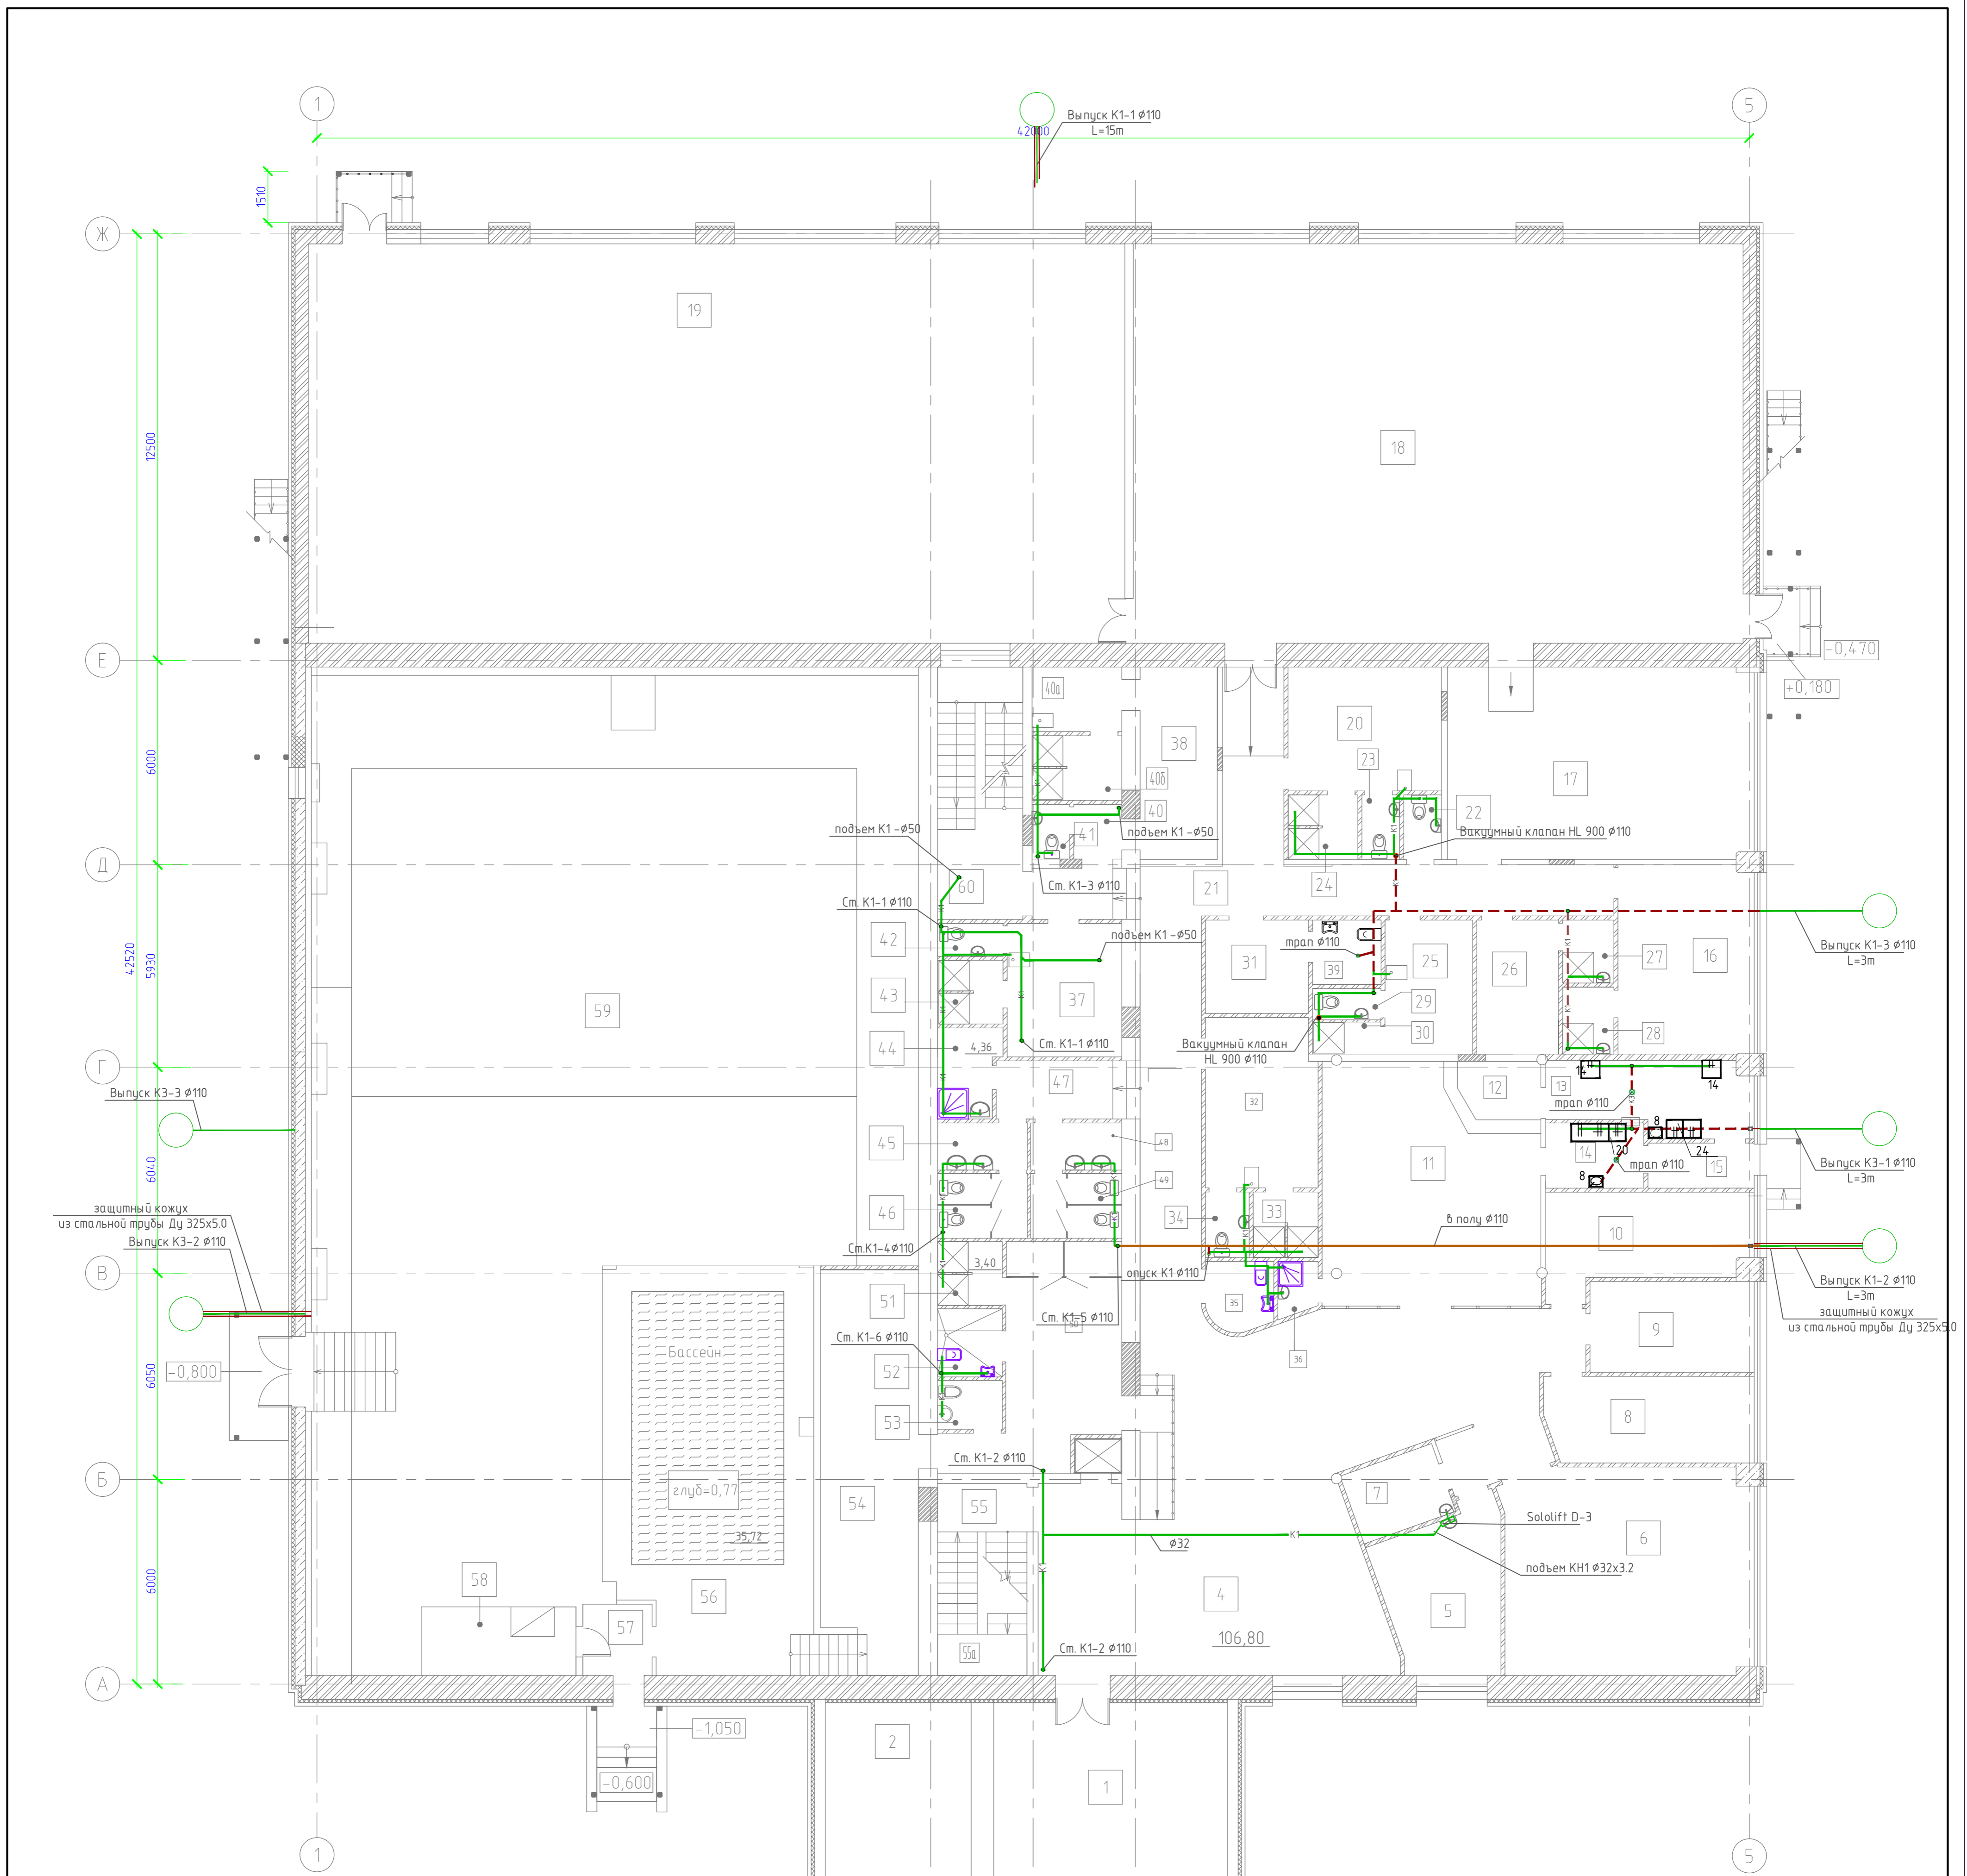 1
5
42000
Выпуск К1-1 ⌀110
L=15m
1510
Ж
19
18
12500
Е
-0,470
+0,180
40а
38
20
23
17
6000
40б
40
22
подъем К1 -⌀50
41
подъем К1 -⌀50
Вакуумный клапан HL 900 ⌀110
Д
60
Ст. К1-3 ⌀110
21
24
Ст. К1-1 ⌀110
42
подъем К1 -⌀50
трап ⌀110
Выпуск К1-3 ⌀110
L=3m
42520
5930
31
39
25
26
27
16
43
37
59
29
30
28
44
4,36
Ст. К1-1 ⌀110
Вакуумный клапан
HL 900 ⌀110
Г
47
12
13
14
14
Выпуск К3-3 ⌀110
32
трап ⌀110
45
48
11
8
20
24
14
15
трап ⌀110
Выпуск К3-1 ⌀110
L=3m
6040
49
8
46
34
33
защитный кожух
из стальной трубы Ду 325х5.0
Выпуск К3-2 ⌀110
в полу ⌀110
10
Ст.К1-4⌀110
В
3,40
опуск К1 ⌀110
Выпуск К1-2 ⌀110
L=3m
51
35
защитный кожух
из стальной трубы Ду 325х5.0
Ст. К1-5 ⌀110
Ст. К1-6 ⌀110
Бассейн
9
-0,800
6050
52
36
53
8
Ст. К1-2 ⌀110
Б
глуб=0,77
54
55
7
Sololift D-3
35,72
К1
⌀32
6
подъем КН1 ⌀32х3.2
6000
58
56
57
4
5
106,80
55а
Ст. К1-2 ⌀110
А
-1,050
2
-0,600
1
1
5